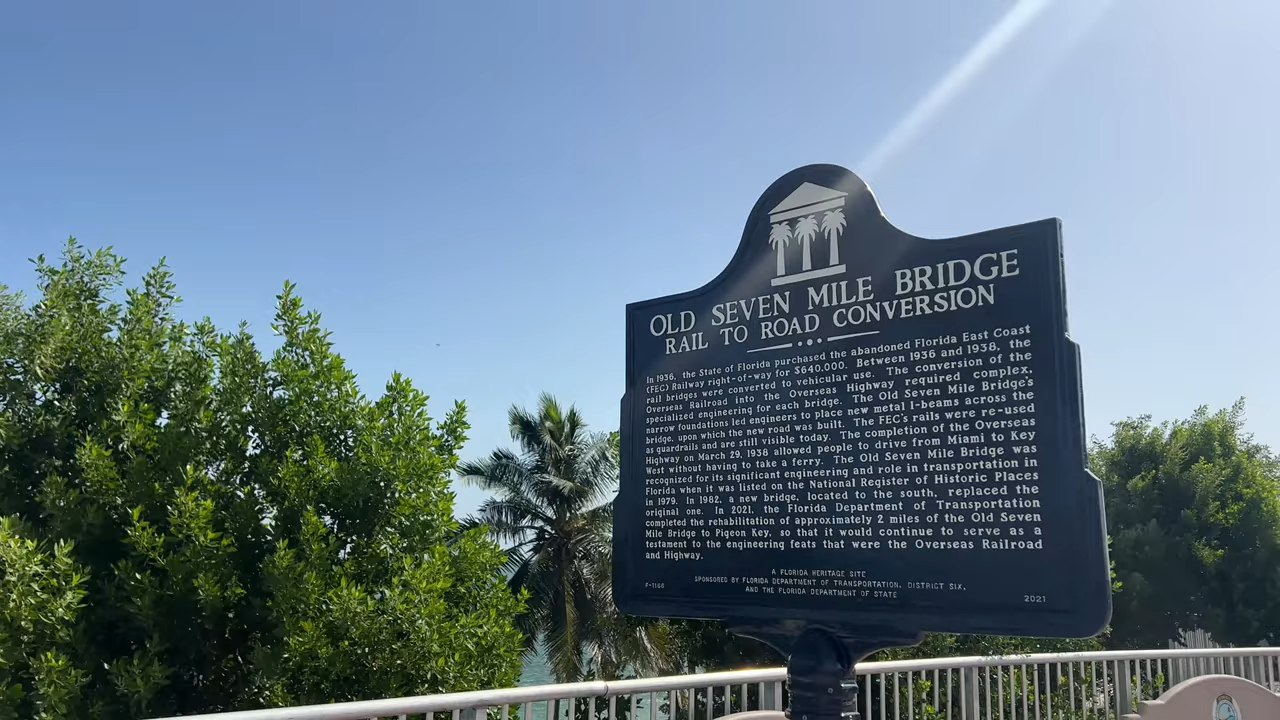 OLD SEVEN MILE BRIDGE
RAIL TO ROAD CONVERSION
In 1936, the State of Florida purchased the abandoned Florida East Coast
(FEC) Railway right-of-way for $640,000. Between 1936 and 1938, the
rail bridges were converted to vehicular use. The conversion of the
Overseas Railroad into the Overseas Highway required complex,
specialized engineering for each bridge. The Old Seven Mile Bridge's
narrow foundations led engineers to place new metal I-beams across the
bridge, upon which the new road was built. The FEC's rails were re-used
as guardrails and are still visible today. The completion of the Overseas
Highway on March 29, 1938 allowed people to drive from Miami to Key
West without having to take a ferry. The Old Seven Mile Bridge was
recognized for its significant engineering and role in transportation in
Florida when it was listed on the National Register of Historic Places
in 1979. In 1982, a new bridge, located to the south, replaced the
original one. In 2021, the Florida Department of Transportation
completed the rehabilitation of approximately 2 miles of the Old Seven
Mile Bridge to Pigeon Key, so that it would continue to serve as a
testament to the engineering feats that were the Overseas Railroad
and Highway.
A FLORIDA HERITAGE SITE
SPONSORED BY FLORIDA DEPARTMENT OF TRANSPORTATION, DISTRICT SIX,
AND THE FLORIDA DEPARTMENT OF STATE
F-1186
2021